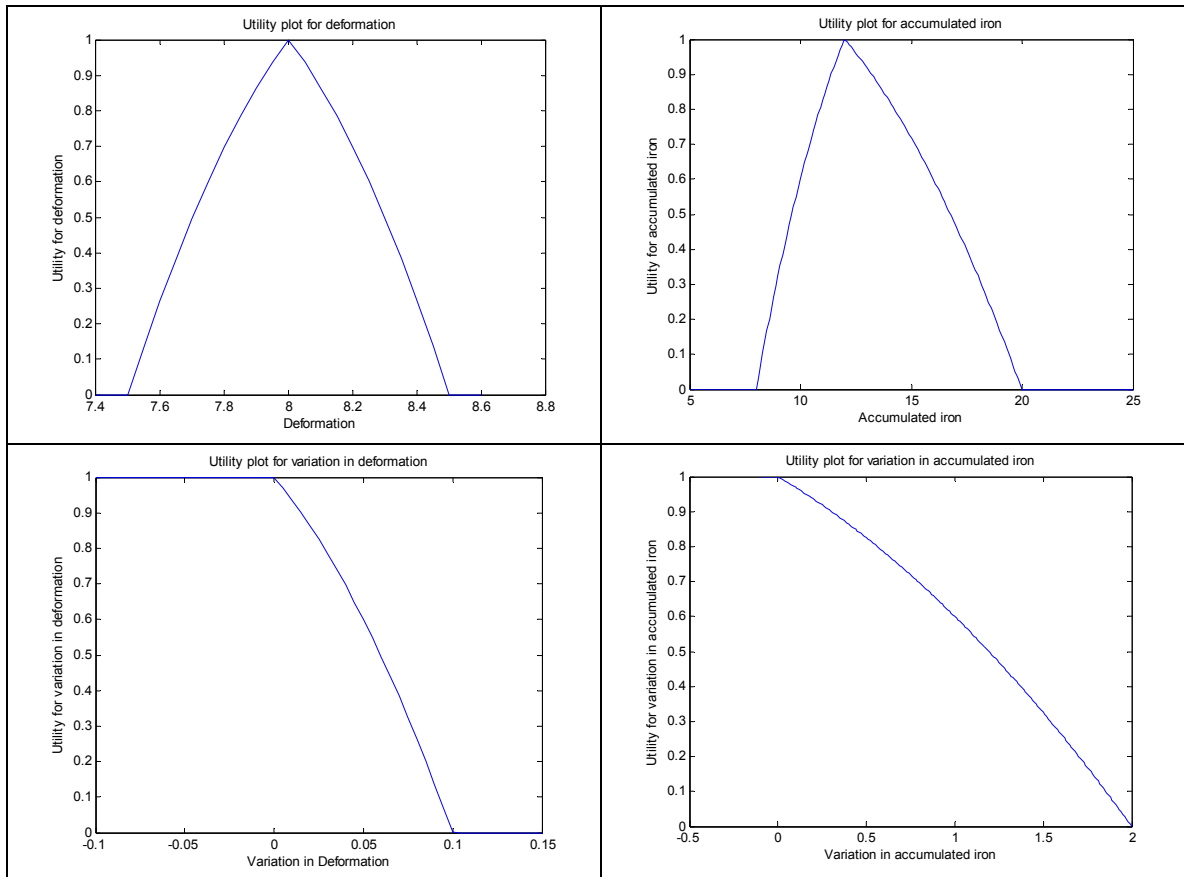 Utility plot for deformation
1
0.9
0.8
0.7
0.6
0.5
0.4
0.3
0.2
0.1
0
Utility for deformation
7.4 7.6 7.8 8 8.2 8.4 8.6 8.8
Deformation
Utility plot for accumulated iron
1
0.9
0.8
0.7
0.6
0.5
0.4
0.3
0.2
0.1
0
Utility for accumulated iron
5 10 15 20 25
Accumulated iron
Utility plot for variation in deformation
1
0.9
0.8
0.7
0.6
0.5
0.4
0.3
0.2
0.1
0
Utility for variation in deformation
-0.1 -0.05 0 0.05 0.1 0.15
Variation in Deformation
Utility plot for variation in accumulated iron
1
0.9
0.8
0.7
0.6
0.5
0.4
0.3
0.2
0.1
0
Utility for variation in accumulated iron
-0.5 0 0.5 1 1.5 2
Variation in accumulated iron